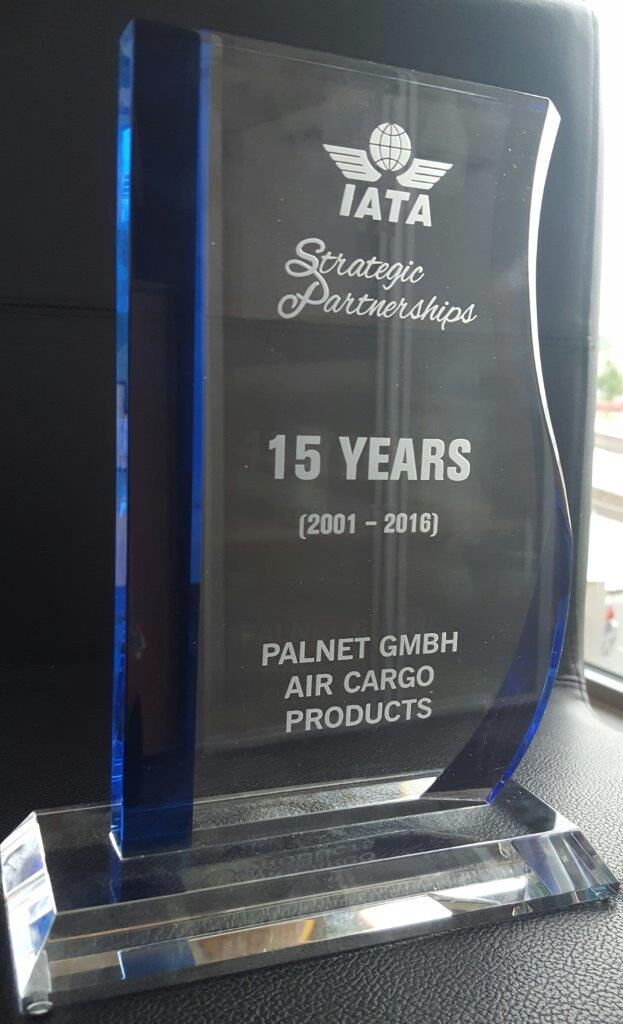 IATA
Strategic
Partnerships
15 YEARS
(2001 - 2016)
PALNET GMBH
AIR CARGO
PRODUCTS